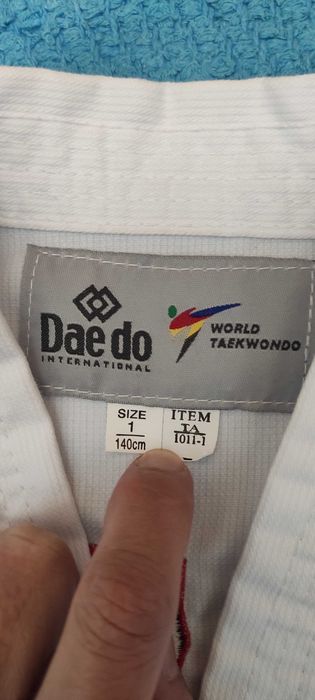 Dae do
INTERNATIONAL
WORLD
TAEKWONDO
SIZE
1
140cm
ITEM
TA
1011-1